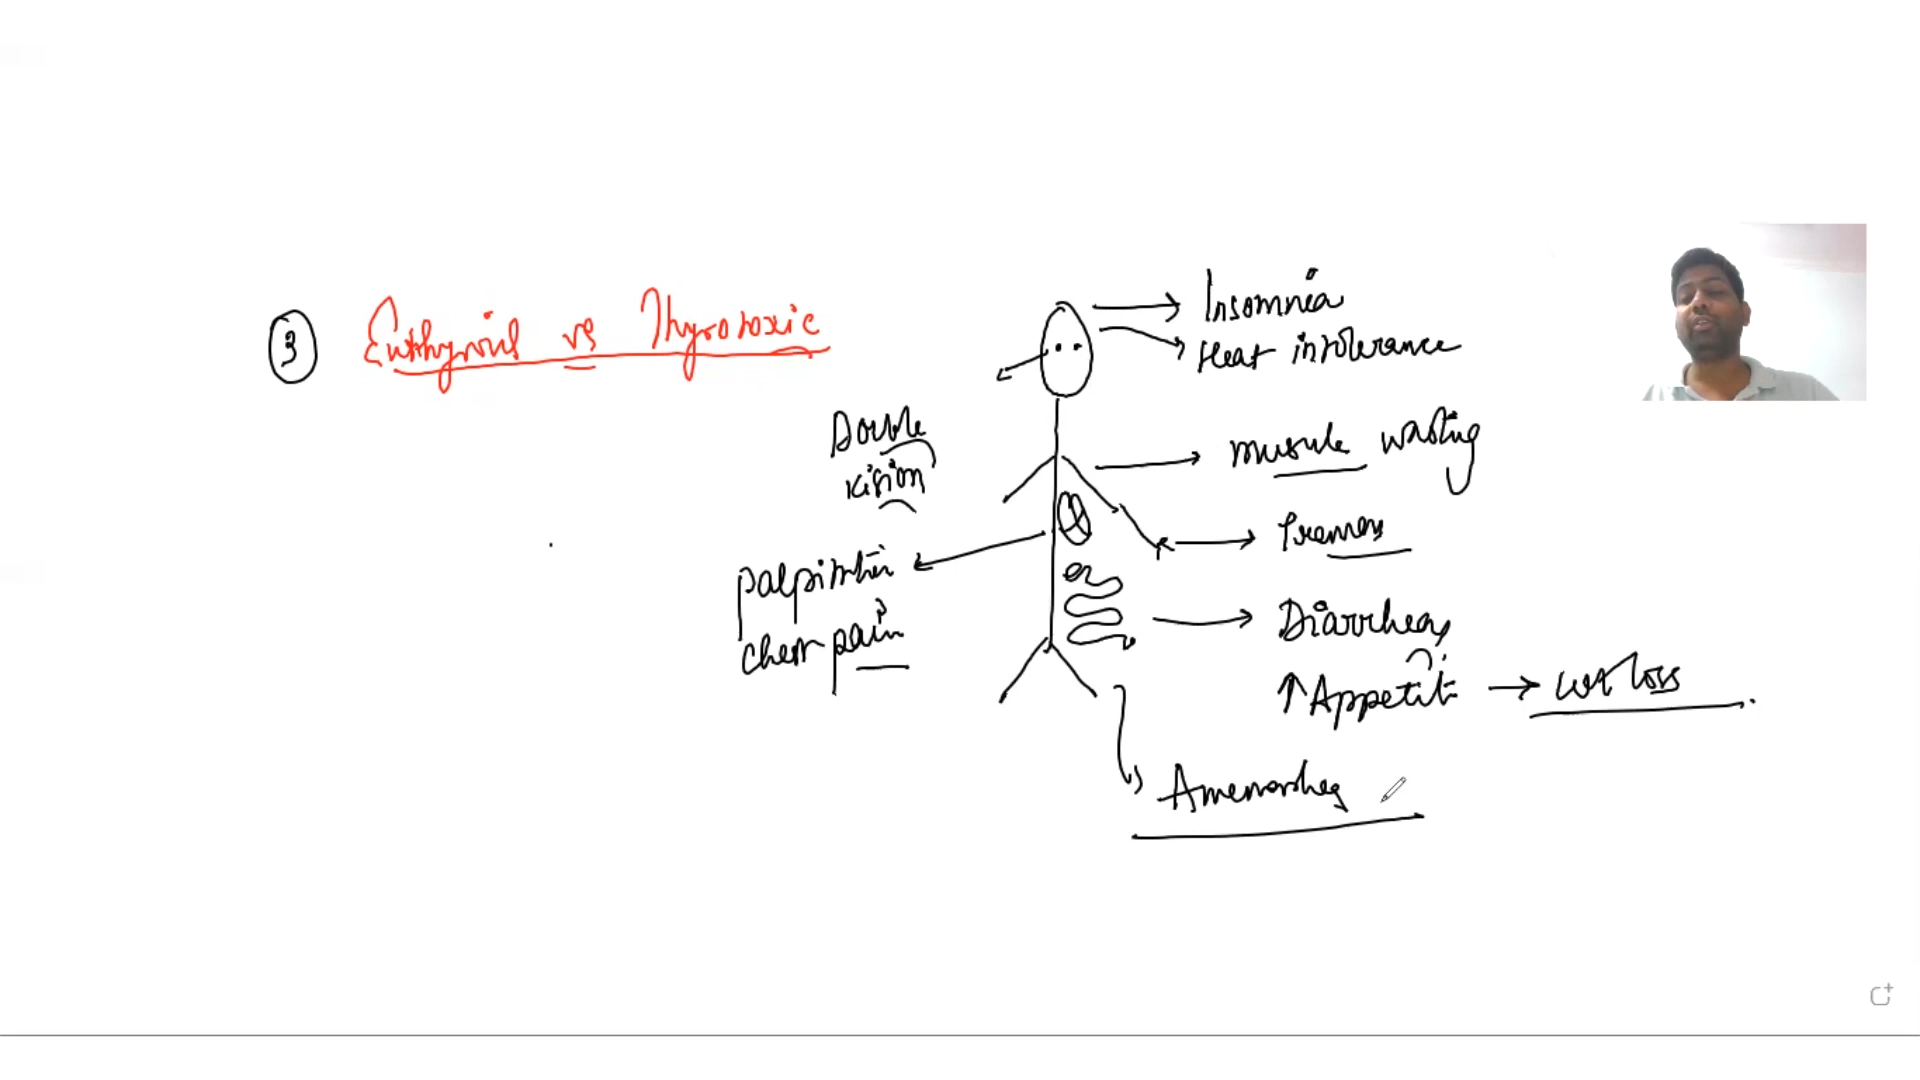 3
Euthyroid vs Thyrotoxic
Insomnia
Heat intolerance
Double
vision
muscle wasting
Tremors
palpitation
chest pain
Diarrhea,
↑Appetite → wt loss
Amenorrhea